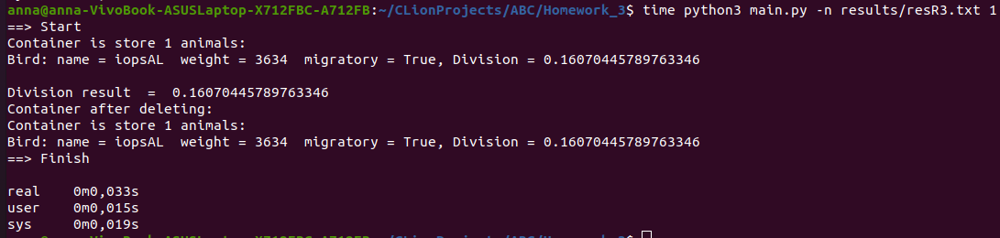 anna@anna-VivoBook-ASUSLaptop-X712FBC-A712FB:~/CLionProjects/ABC/Homework_3$ time python3 main.py -n results/resR3.txt 1
==> Start
Container is store 1 animals:
Bird: name = iopsAL  weight = 3634  migratory = True, Division = 0.16070445789763346
Division result  =  0.16070445789763346
Container after deleting:
Container is store 1 animals:
Bird: name = iopsAL  weight = 3634  migratory = True, Division = 0.16070445789763346
==> Finish
real    0m0,033s
user    0m0,015s
sys     0m0,019s